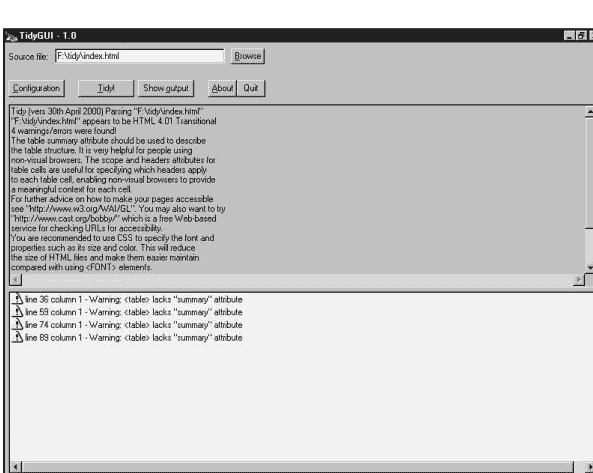 TidyGUI - 1.0
Source file: F:\tidy\index.html Browse
Configuration Tidy! Show output About Quit
Tidy (vers 30th April 2000) Parsing "F:\tidy\index.html"
"F:\tidy\index.html" appears to be HTML 4.01 Transitional
4 warnings/errors were found!
The table summary attribute should be used to describe
the table structure. It is very helpful for people using
non-visual browsers. The scope and headers attributes for
table cells are useful for specifying which headers apply
to each table cell, enabling non-visual browsers to provide
a meaningful context for each cell.
For further advice on how to make your pages accessible
see "http://www.w3.org/WAI/GL". You may also want to try
"http://www.cast.org/bobby/" which is a free Web-based
service for checking URLs for accessibility.
You are recommended to use CSS to specify the font and
properties such as its size and color. This will reduce
the size of HTML files and make them easier maintain
compared with using <FONT> elements.
line 36 column 1 - Warning: <table> lacks "summary" attribute
line 59 column 1 - Warning: <table> lacks "summary" attribute
line 74 column 1 - Warning: <table> lacks "summary" attribute
line 89 column 1 - Warning: <table> lacks "summary" attribute